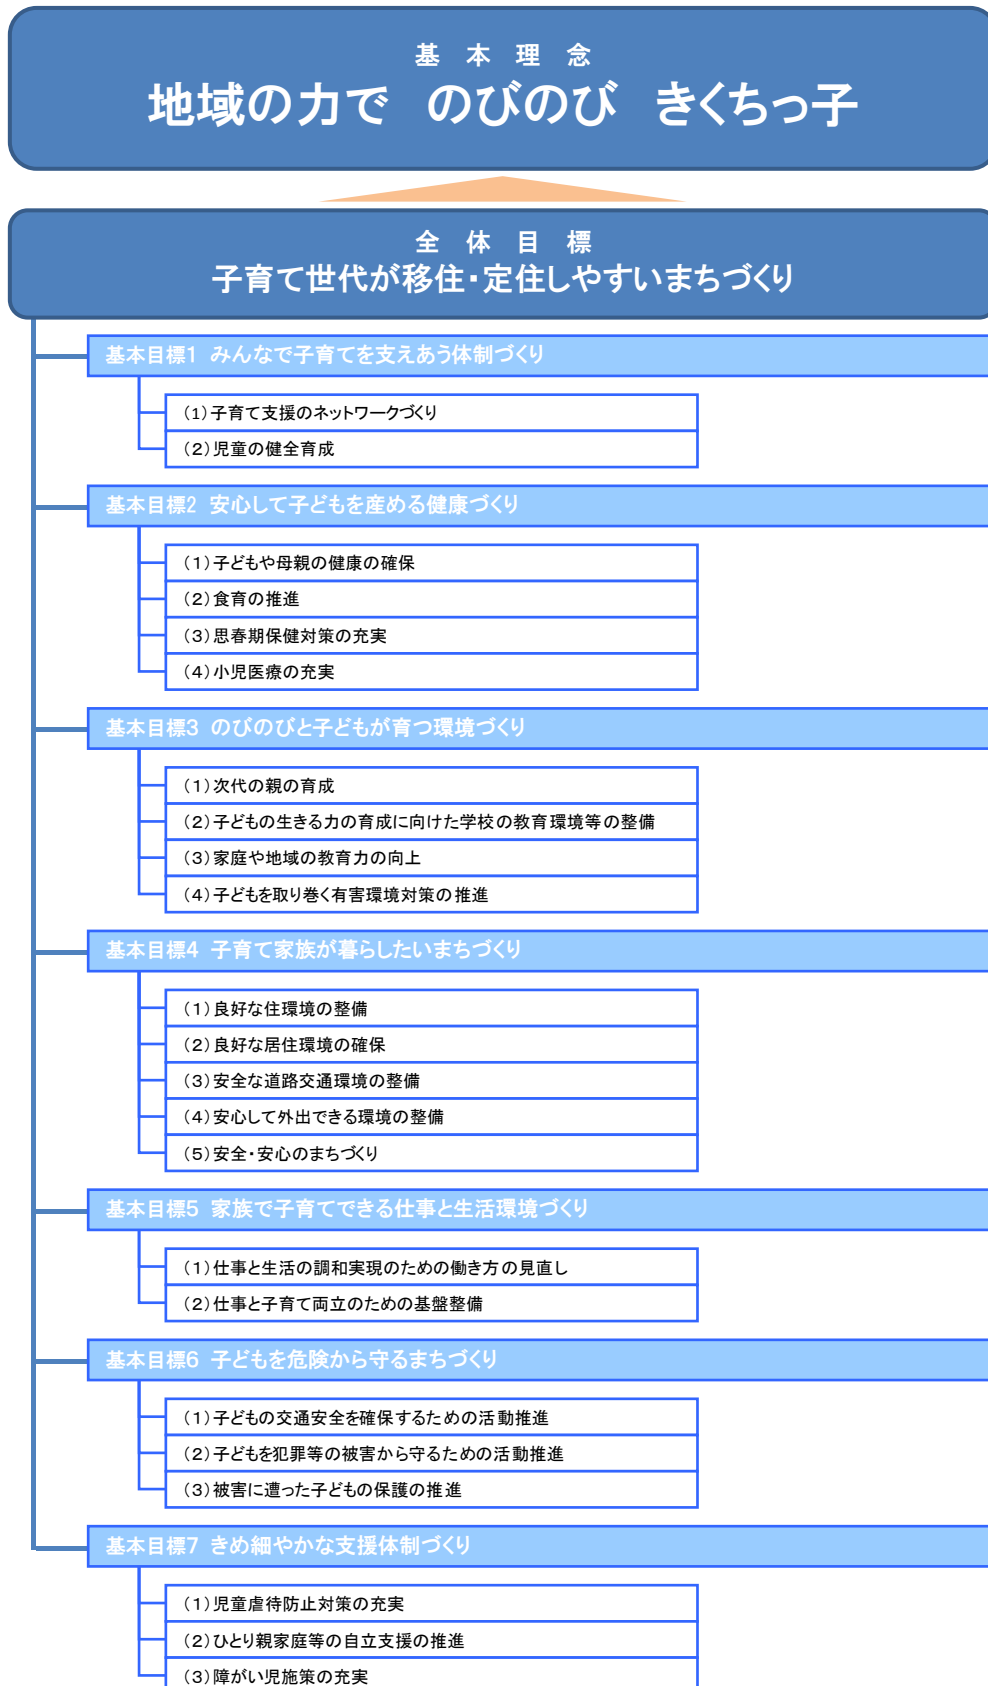 基　本　理　念
地域の力で　のびのび　きくちっ子
全　体　目　標
子育て世代が移住・定住しやすいまちづくり
基本目標1 みんなで子育てを支えあう体制づくり
（1）子育て支援のネットワークづくり
（2）児童の健全育成
基本目標2 安心して子どもを産める健康づくり
（1）子どもや母親の健康の確保
（2）食育の推進
（3）思春期保健対策の充実
（4）小児医療の充実
基本目標3 のびのびと子どもが育つ環境づくり
（1）次代の親の育成
（2）子どもの生きる力の育成に向けた学校の教育環境等の整備
（3）家庭や地域の教育力の向上
（4）子どもを取り巻く有害環境対策の推進
基本目標4 子育て家族が暮らしたいまちづくり
（1）良好な住環境の整備
（2）良好な居住環境の確保
（3）安全な道路交通環境の整備
（4）安心して外出できる環境の整備
（5）安全・安心のまちづくり
基本目標5 家族で子育てできる仕事と生活環境づくり
（1）仕事と生活の調和実現のための働き方の見直し
（2）仕事と子育て両立のための基盤整備
基本目標6 子どもを危険から守るまちづくり
（1）子どもの交通安全を確保するための活動推進
（2）子どもを犯罪等の被害から守るための活動推進
（3）被害に遭った子どもの保護の推進
基本目標7 きめ細やかな支援体制づくり
（1）児童虐待防止対策の充実
（2）ひとり親家庭等の自立支援の推進
（3）障がい児施策の充実